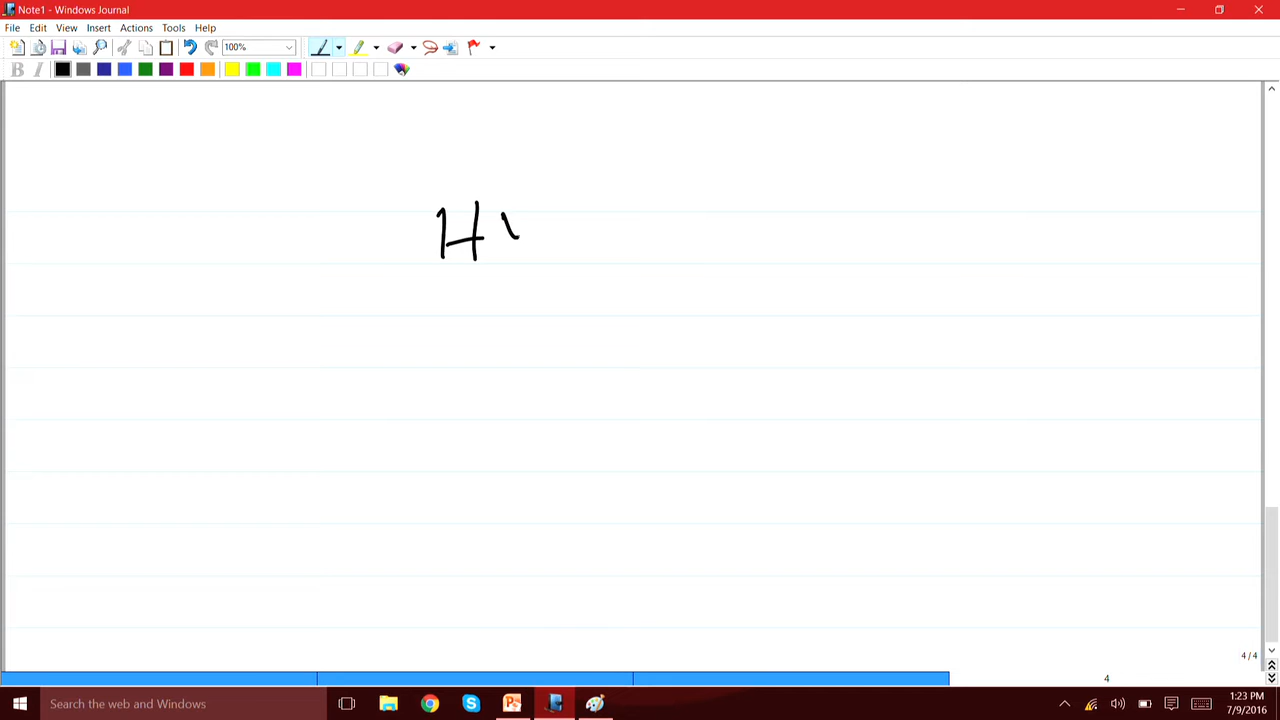 Note1 - Windows Journal
File Edit View Insert Actions Tools Help
100%
B I
H
4 / 4
4
Search the web and Windows
1:23 PM
7/9/2016